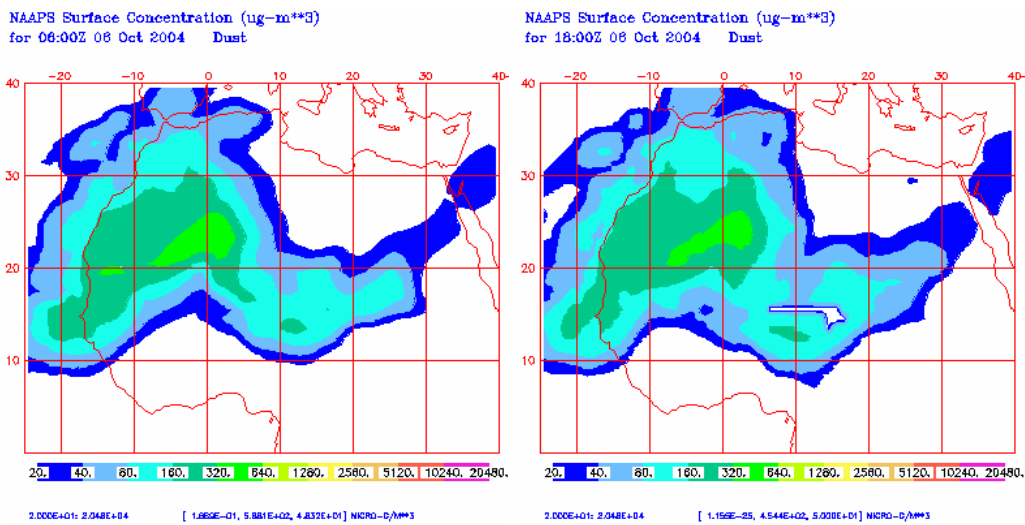 NAAPS Surface Concentration (ug-m**3)
for 06:00Z 06 Oct 2004 Dust
-20 -10 0 10 20 30 40
40
30
20
10
20. 40. 80. 160. 320. 640. 1280. 2560. 5120. 10240. 20480.
2.000E+01: 2.048E+04 [ 1.669E-01, 5.881E+02, 4.832E+01] MICRO-G/M**3
NAAPS Surface Concentration (ug-m**3)
for 18:00Z 06 Oct 2004 Dust
-20 -10 0 10 20 30 40-
40
30
20
10
20. 40. 80. 160. 320. 640. 1280. 2560. 5120. 10240. 20480.
2.000E+01: 2.048E+04 [ 1.156E-25, 4.544E+02, 5.000E+01] MICRO-G/M**3